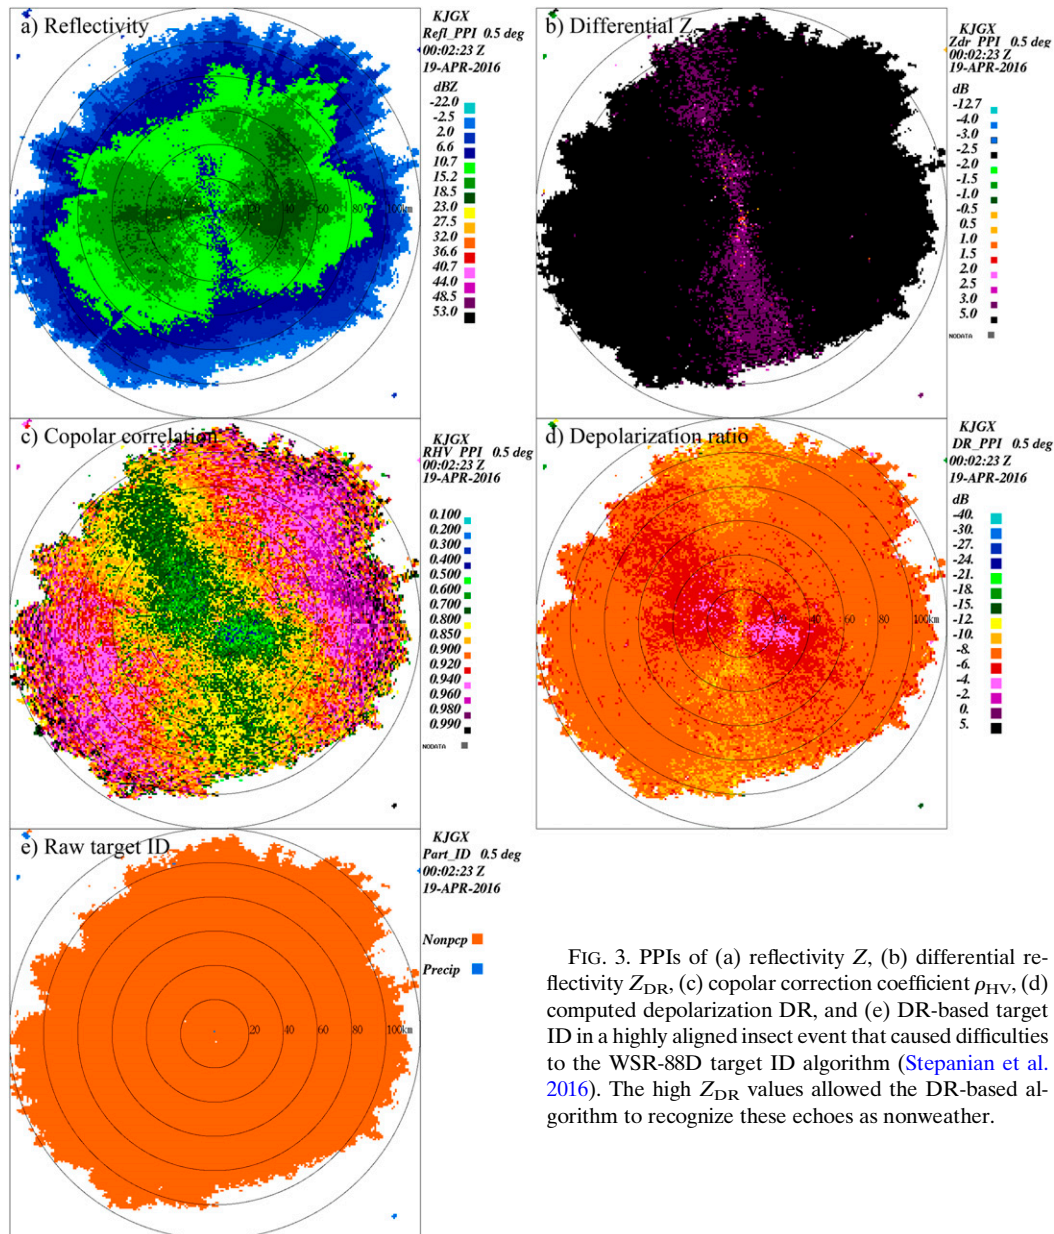 a) Reflectivity
KJGX
Refl_PPI 0.5 deg
00:02:23 Z
19-APR-2016
dBZ
-22.0
-2.5
2.0
6.6
10.7
15.2
18.5
23.0
27.5
32.0
36.6
40.7
44.0
48.5
53.0
20 40 60 80 100km
b) Differential Z
KJGX
Zdr_PPI 0.5 deg
00:02:23 Z
19-APR-2016
dB
-12.7
-4.0
-3.0
-2.5
-2.0
-1.0
-0.5
0.5
1.0
1.5
2.0
2.5
3.0
5.0
NODATA
c) Copolar correlation
KJGX
RHV_PPI 0.5 deg
00:02:23 Z
19-APR-2016
0.100
0.200
0.300
0.400
0.500
0.600
0.700
0.800
0.850
0.900
0.920
0.940
0.960
0.980
0.990
NODATA
20 40 60 80 100km
d) Depolarization ratio
KJGX
DR_PPI 0.5 deg
00:02:23 Z
19-APR-2016
dB
-40.
-30.
-27.
-24.
-21.
-18.
-15.
-12.
-10.
-8.
-6.
-4.
-2.
0.
5.
20 40 60 80 100km
e) Raw target ID
KJGX
Part_ID 0.5 deg
00:02:23 Z
19-APR-2016
Nonpcp
Precip
20 40 60 80 100km
FIG. 3. PPIs of (a) reflectivity Z, (b) differential re-
flectivity ZDR, (c) copolar correction coefficient ρHV, (d)
computed depolarization DR, and (e) DR-based target
ID in a highly aligned insect event that caused difficulties
to the WSR-88D target ID algorithm (Stepanian et al.
2016). The high ZDR values allowed the DR-based al-
gorithm to recognize these echoes as nonweather.